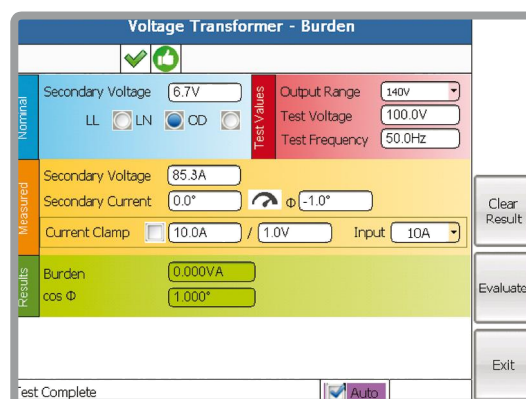 Voltage Transformer - Burden
Nominal
Secondary Voltage 6.7V
LL LN OD
Test Values
Output Range 140V
Test Voltage 100.0V
Test Frequency 50.0Hz
Measured
Secondary Voltage 85.3A
Secondary Current 0.0° Φ -1.0°
Current Clamp 10.0A / 1.0V Input 10A
Results
Burden 0.000VA
cos Φ 1.000°
Clear
Result
Evaluate
Exit
Test Complete Auto